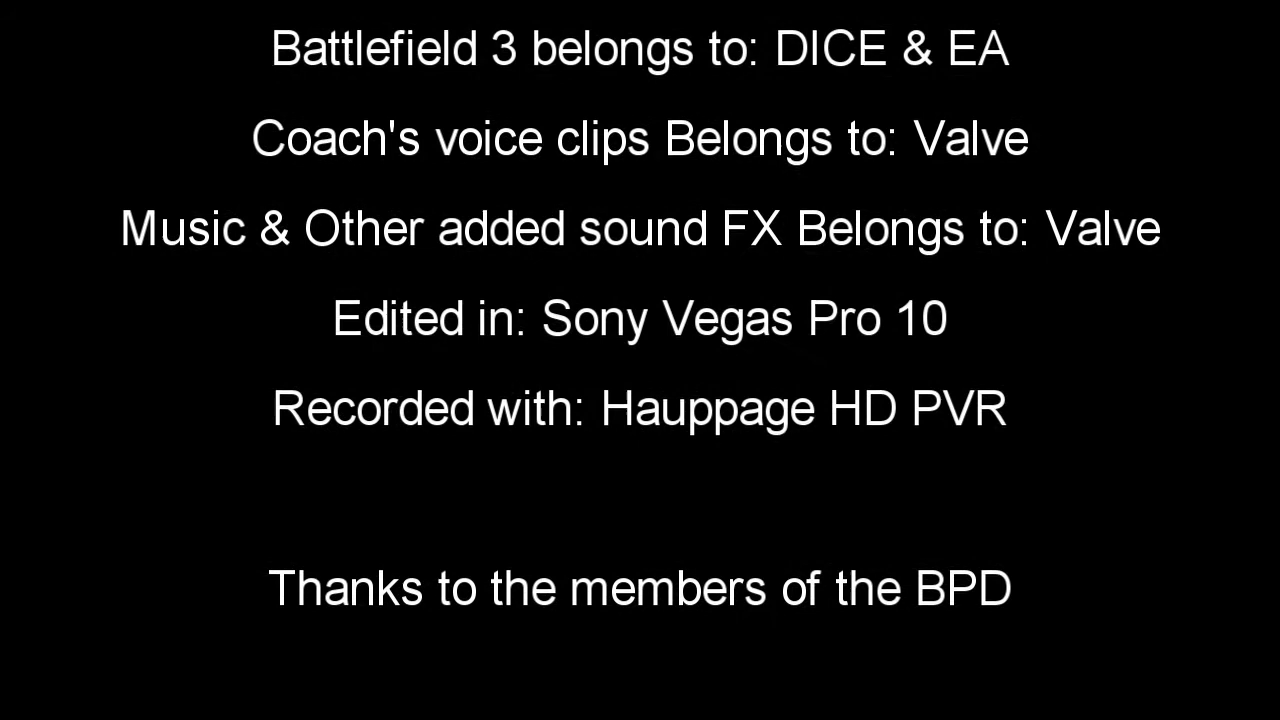 Battlefield 3 belongs to: DICE & EA
Coach's voice clips Belongs to: Valve
Music & Other added sound FX Belongs to: Valve
Edited in: Sony Vegas Pro 10
Recorded with: Hauppage HD PVR
Thanks to the members of the BPD